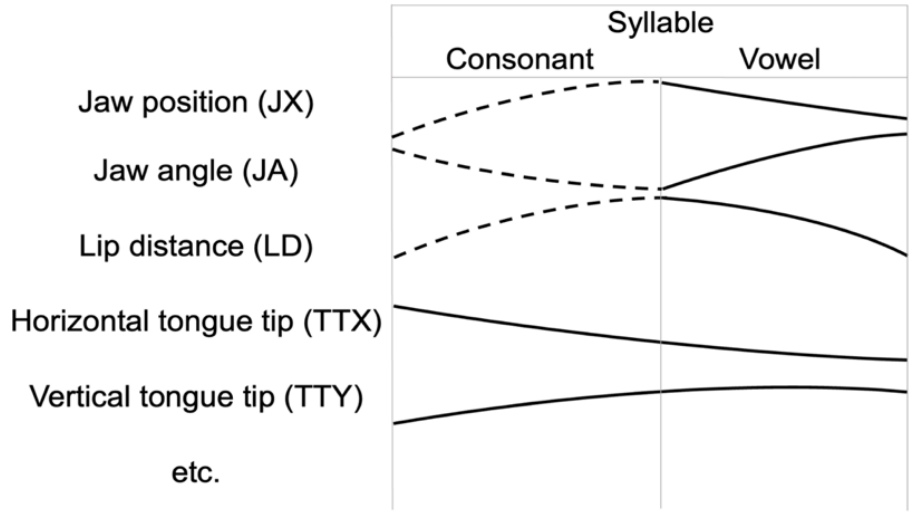 Syllable
Consonant Vowel
Jaw position (JX)
Jaw angle (JA)
Lip distance (LD)
Horizontal tongue tip (TTX)
Vertical tongue tip (TTY)
etc.